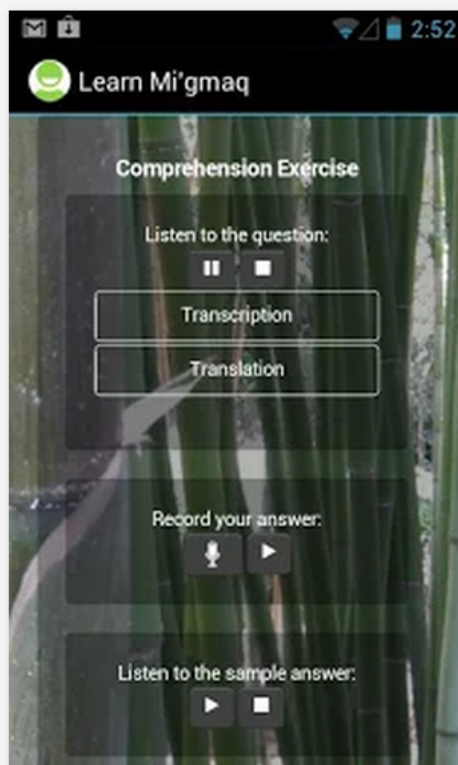 2:52
Learn Mi'gmaq
Comprehension Exercise
Listen to the question:
Transcription
Translation
Record your answer:
Listen to the sample answer: